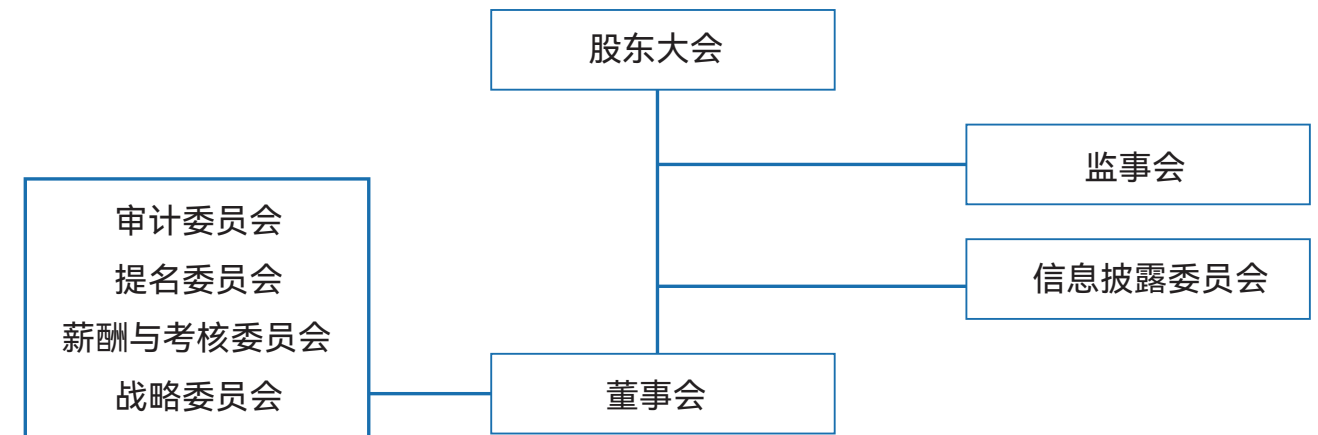 股东大会
监事会
信息披露委员会
审计委员会
提名委员会
薪酬与考核委员会
战略委员会
董事会